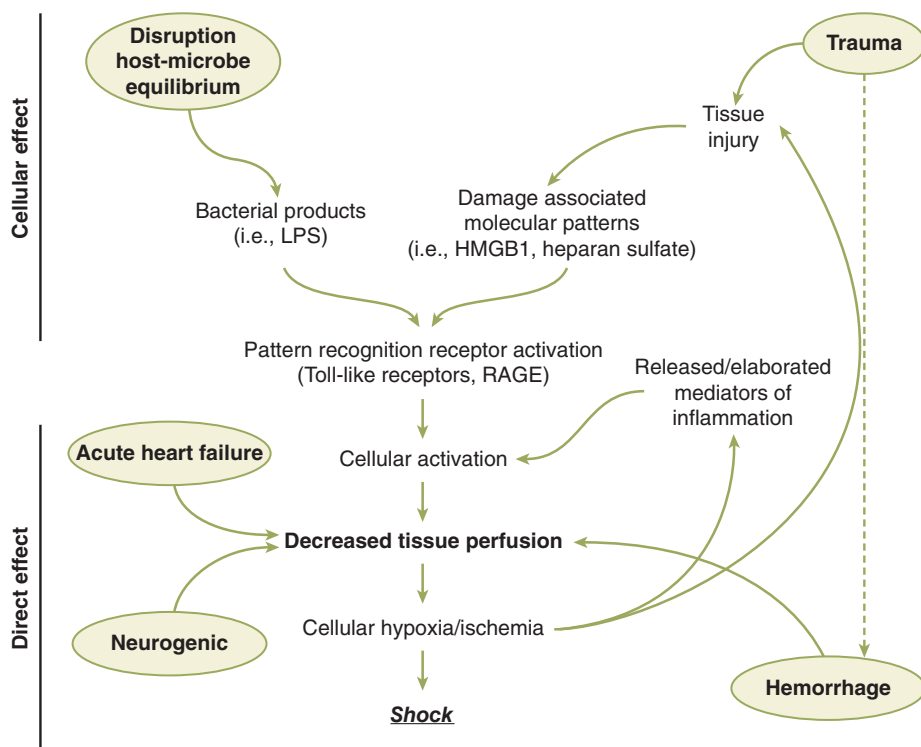 Cellular effect
Disruption
host-microbe
equilibrium
Trauma
Tissue
injury
Bacterial products
(i.e., LPS)
Damage associated
molecular patterns
(i.e., HMGB1, heparan sulfate)
Pattern recognition receptor activation
(Toll-like receptors, RAGE)
Released/elaborated
mediators of
inflammation
Direct effect
Acute heart failure
Cellular activation
Decreased tissue perfusion
Neurogenic
Cellular hypoxia/ischemia
Hemorrhage
Shock